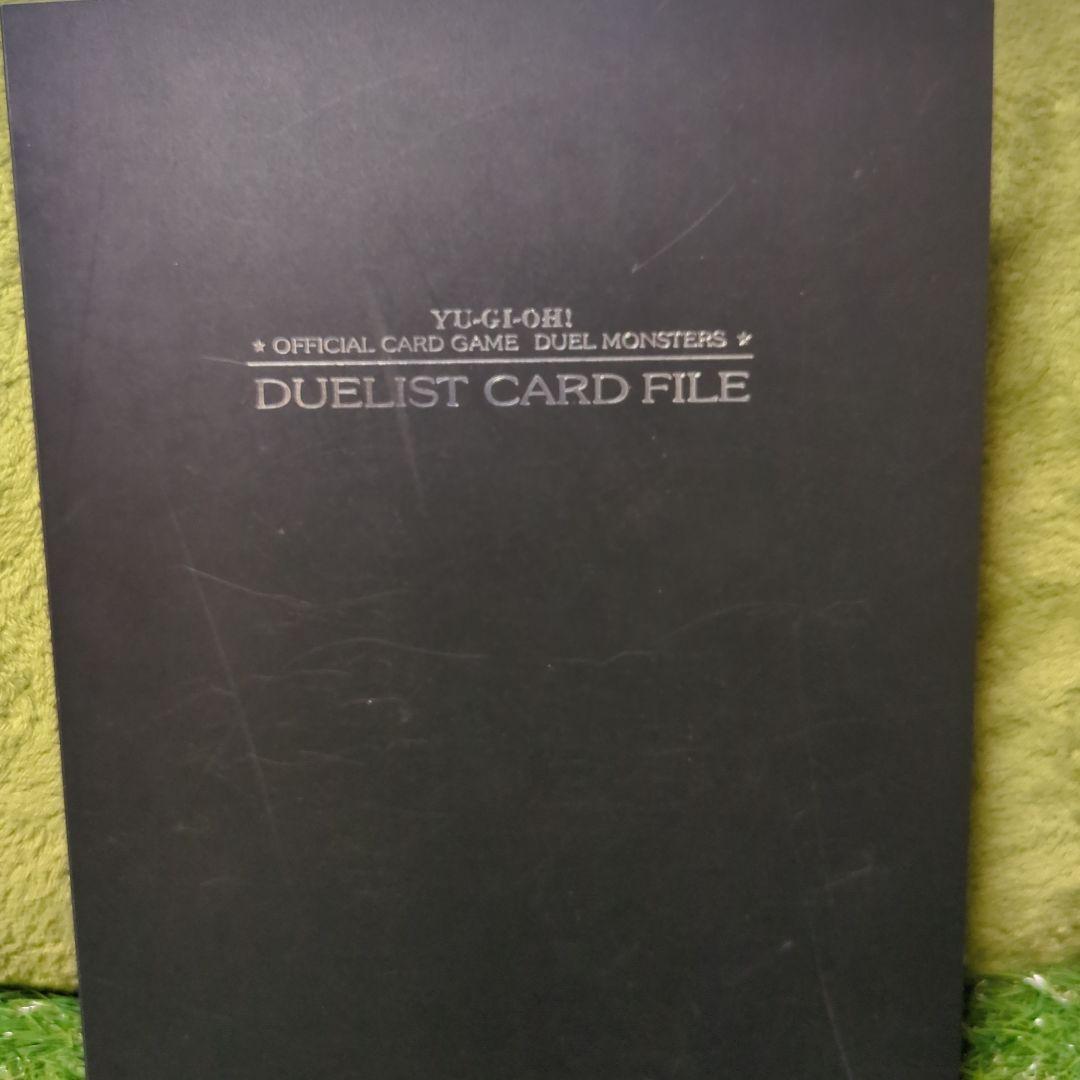 YU-GI-OH!
★ OFFICIAL CARD GAME DUEL MONSTERS ★
DUELIST CARD FILE